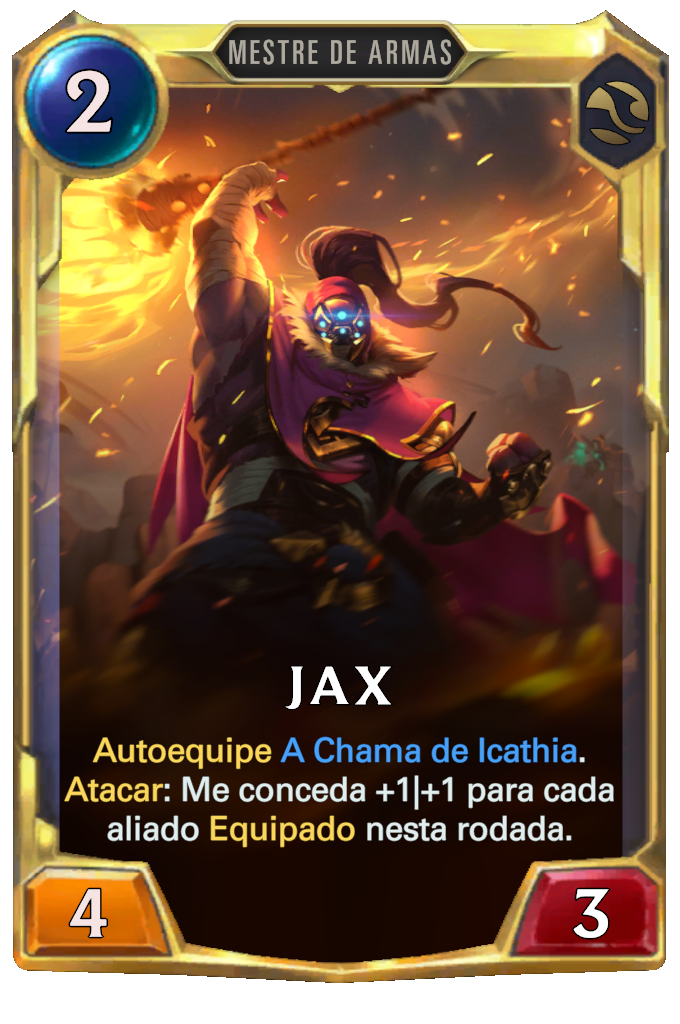 MESTRE DE ARMAS
2
JAX
Autoequipe A Chama de Icathia.
Atacar: Me conceda +1|+1 para cada
aliado Equipado nesta rodada.
4
3